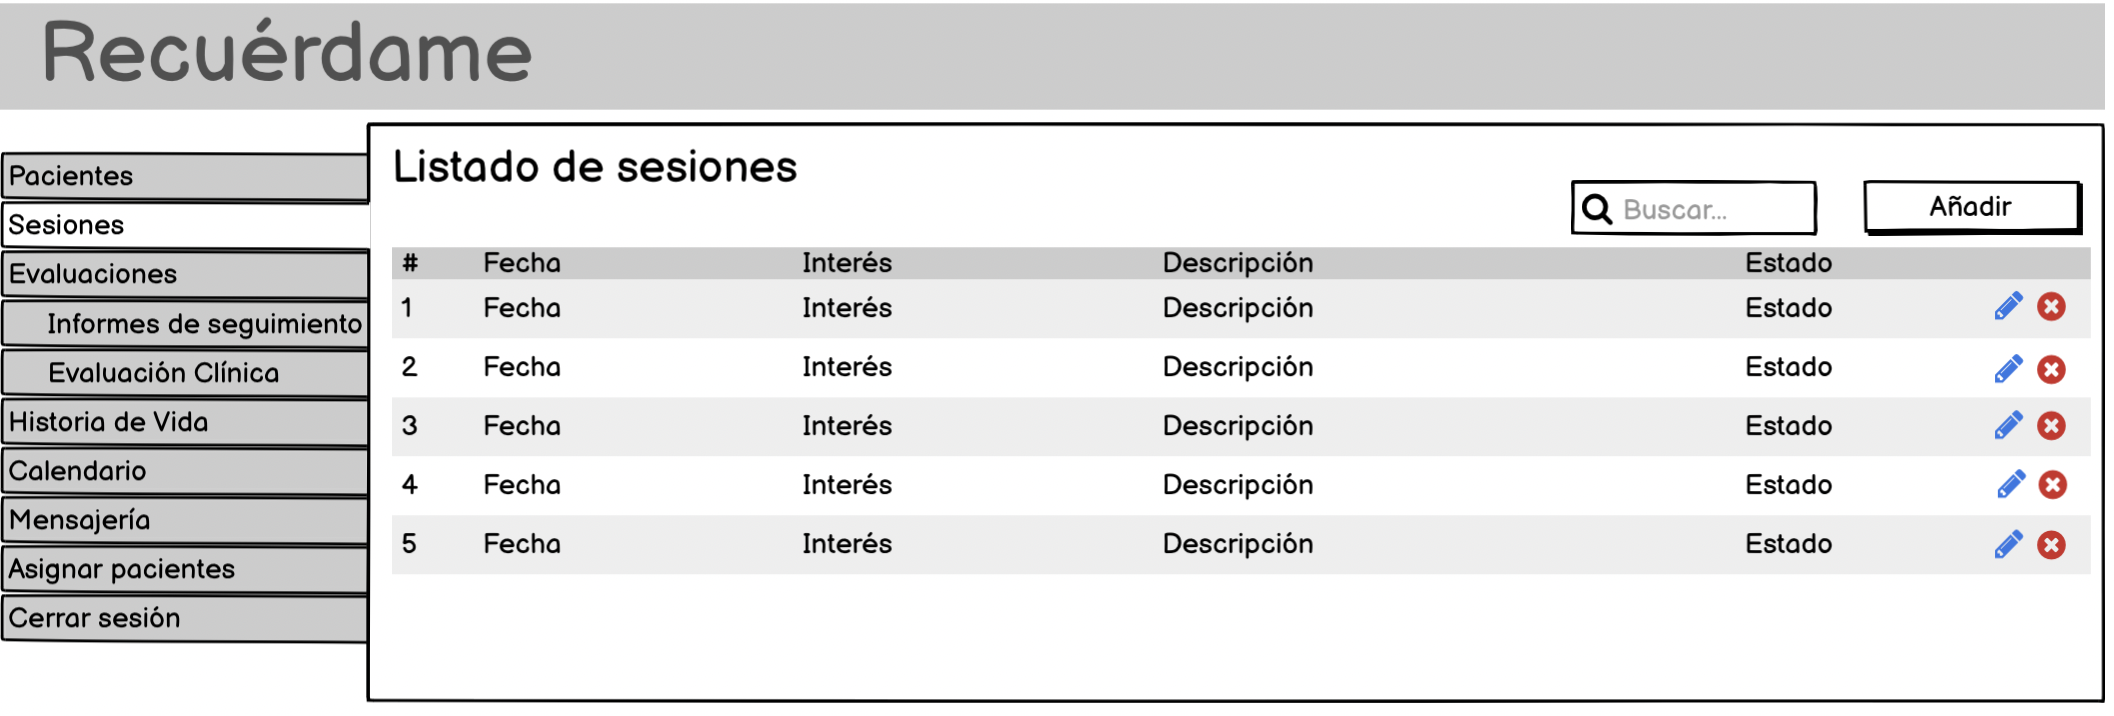 Recuérdame
Pacientes
Sesiones
Evaluaciones
Informes de seguimiento
Evaluación Clínica
Historia de Vida
Calendario
Mensajería
Asignar pacientes
Cerrar sesión
Listado de sesiones
Buscar...
Añadir
# Fecha Interés Descripción Estado
1 Fecha Interés Descripción Estado
2 Fecha Interés Descripción Estado
3 Fecha Interés Descripción Estado
4 Fecha Interés Descripción Estado
5 Fecha Interés Descripción Estado